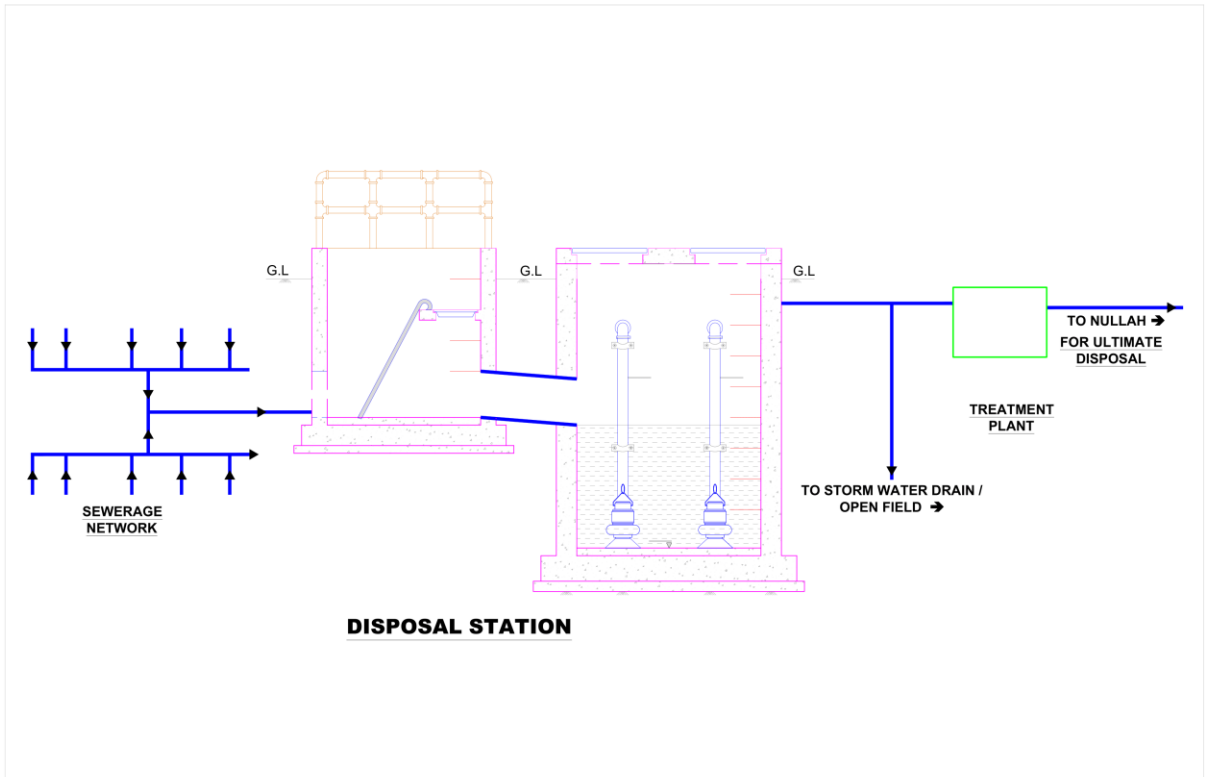 G.L
G.L
G.L
SEWERAGE
NETWORK
TO NULLAH ➔
FOR ULTIMATE
DISPOSAL
TREATMENT
PLANT
TO STORM WATER DRAIN /
OPEN FIELD ➔
DISPOSAL STATION